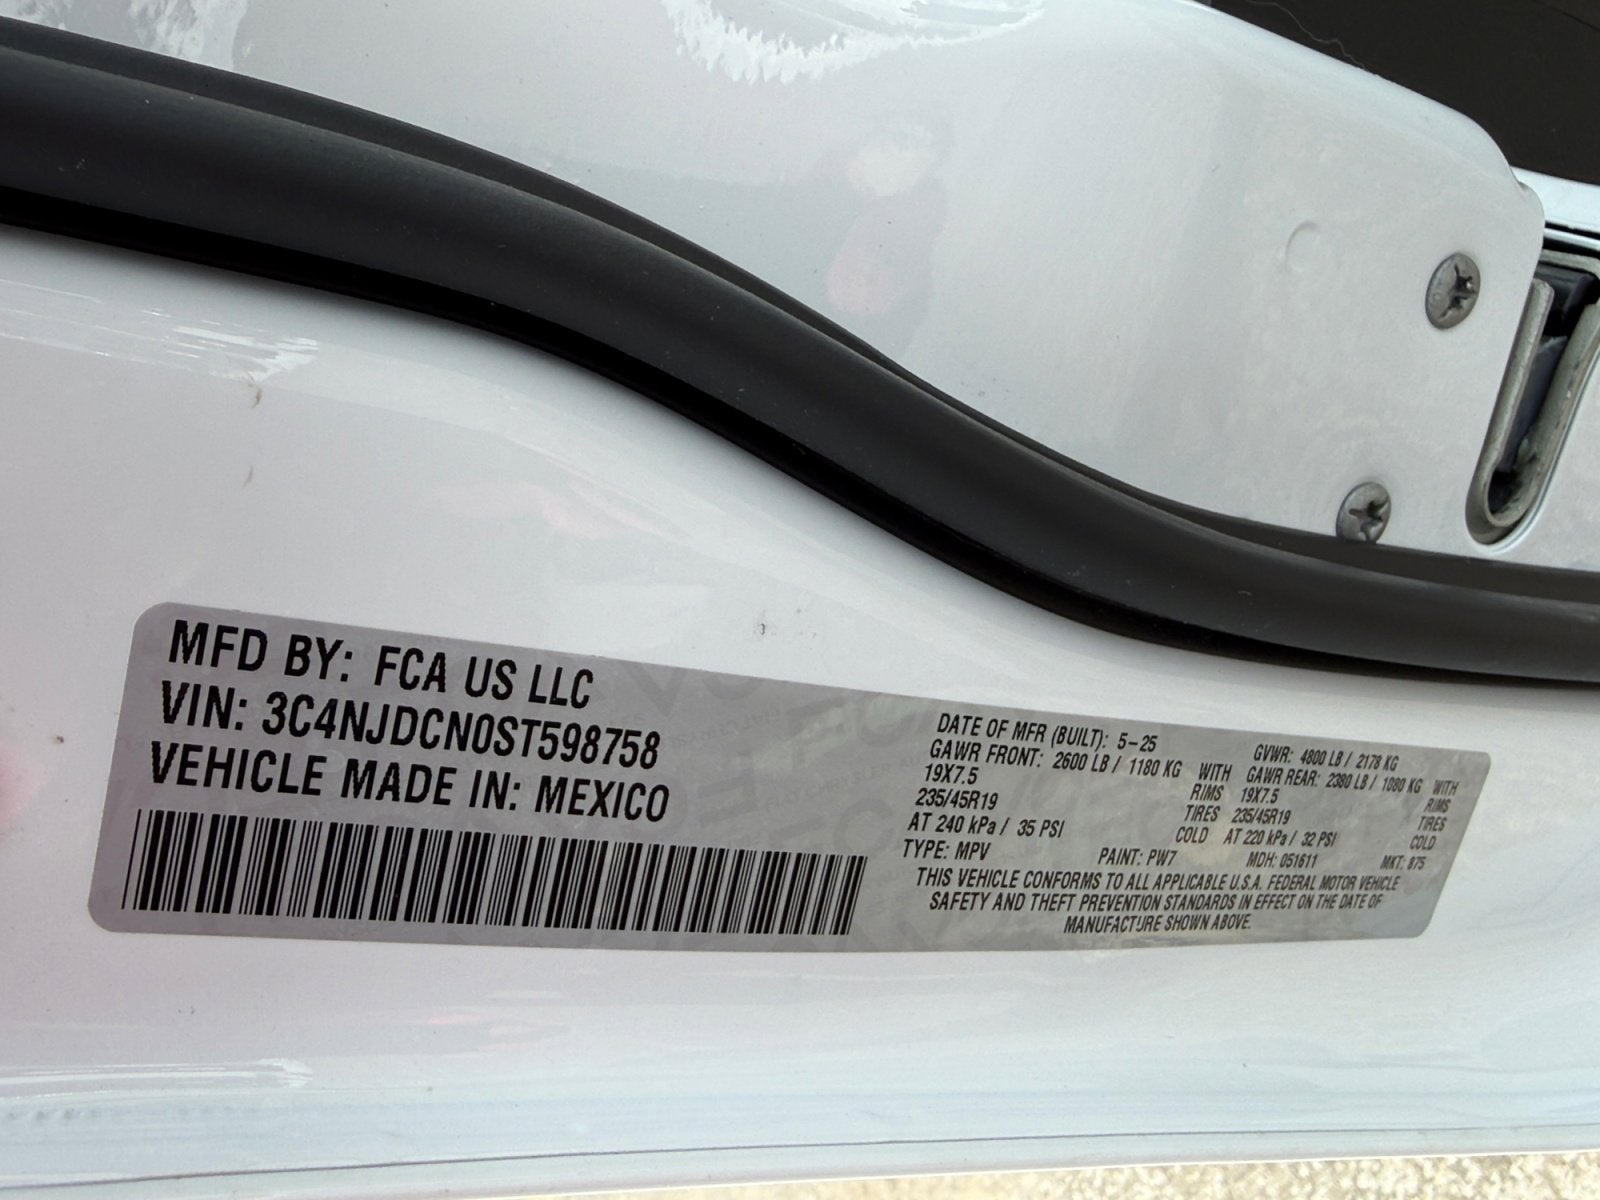 MFD BY: FCA US LLC
VIN: 3C4NJDCN0ST598758
VEHICLE MADE IN: MEXICO
DATE OF MFR (BUILT): 5-25 GVWR: 4800 LB / 2178 KG
GAWR FRONT: 2600 LB / 1180 KG WITH GAWR REAR: 2380 LB / 1080 KG WITH
19X7.5 RIMS 19X7.5 RIMS
235/45R19 TIRES 235/45R19 TIRES
AT 240 kPa / 35 PSI COLD AT 220 kPa / 32 PSI COLD
TYPE: MPV PAINT: PW7 MDH: 051611 MKT: 875
THIS VEHICLE CONFORMS TO ALL APPLICABLE U.S.A. FEDERAL MOTOR VEHICLE
SAFETY AND THEFT PREVENTION STANDARDS IN EFFECT ON THE DATE OF
MANUFACTURE SHOWN ABOVE.